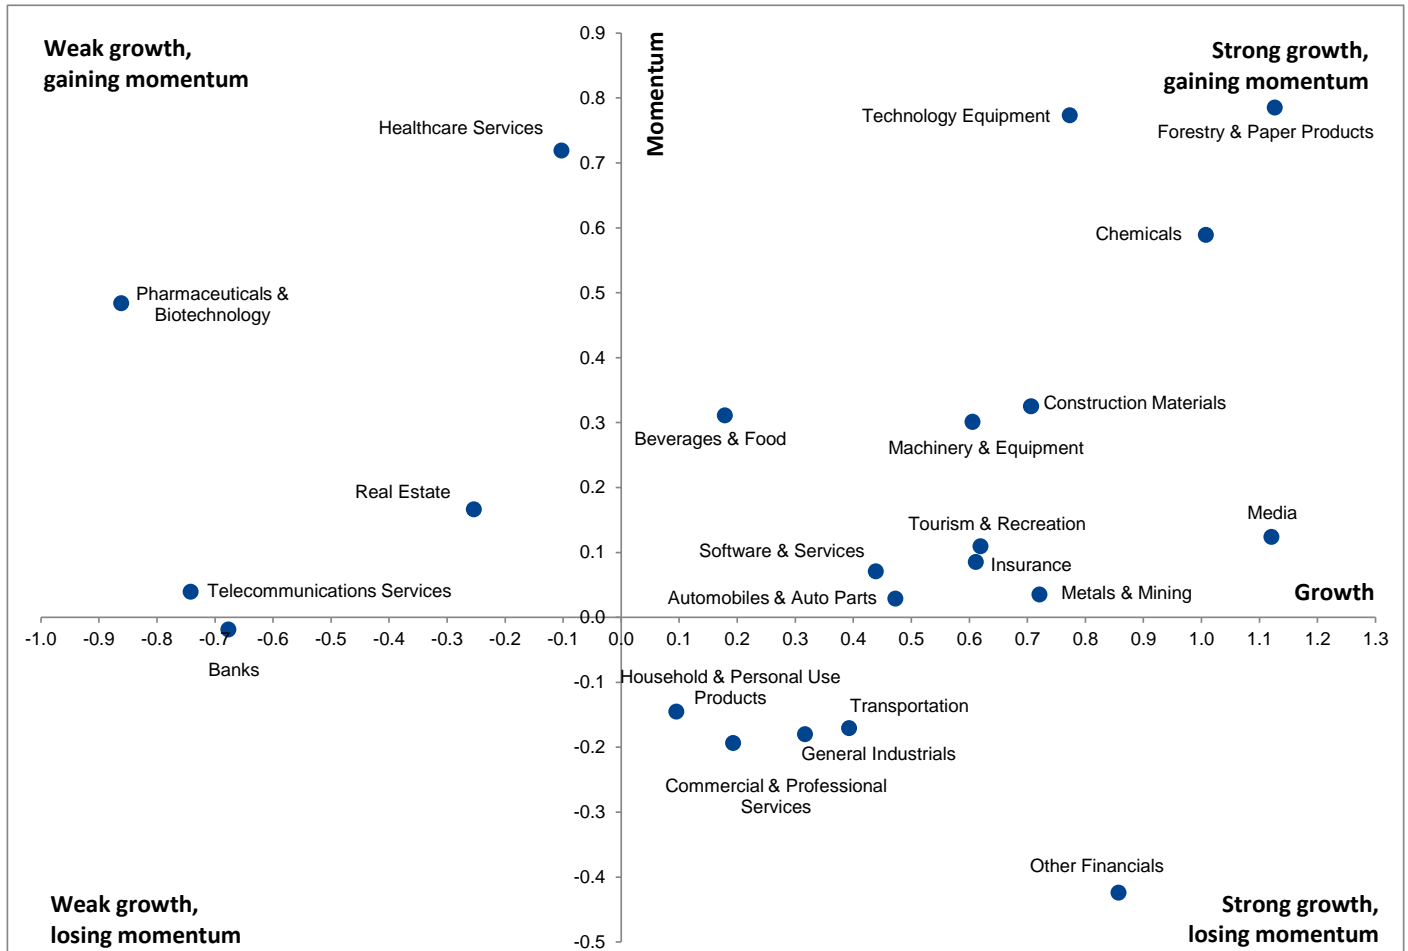 Weak growth,
gaining momentum
Strong growth,
gaining momentum
Momentum
0.9
0.8
0.7
0.6
0.5
0.4
0.3
0.2
0.1
0.0
-0.1
-0.2
-0.3
-0.4
-0.5
Technology Equipment
Forestry & Paper Products
Healthcare Services
Chemicals
Pharmaceuticals &
Biotechnology
Construction Materials
Beverages & Food
Machinery & Equipment
Real Estate
Media
Tourism & Recreation
Software & Services
Insurance
Telecommunications Services
Automobiles & Auto Parts
Metals & Mining
Growth
-1.0 -0.9 -0.8 -0.7 -0.6 -0.5 -0.4 -0.3 -0.2 -0.1 0.0 0.1 0.2 0.3 0.4 0.5 0.6 0.7 0.8 0.9 1.0 1.1 1.2 1.3
Banks
Household & Personal Use
Products
Transportation
General Industrials
Commercial & Professional
Services
Other Financials
Weak growth,
losing momentum
Strong growth,
losing momentum